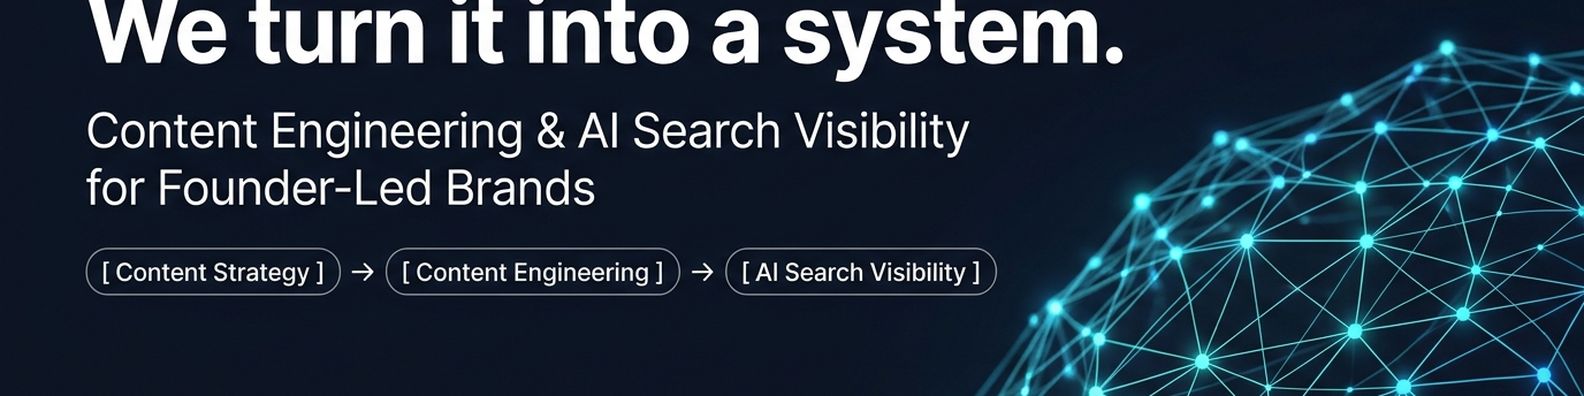 We turn it into a system.
Content Engineering & AI Search Visibility
for Founder-Led Brands
[ Content Strategy ] → [ Content Engineering ] → [ AI Search Visibility ]